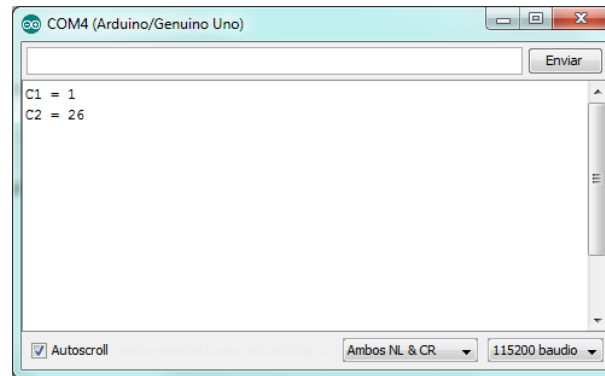 COM4 (Arduino/Genuino Uno)
Enviar
C1 = 1
C2 = 26
Autoscroll
Ambos NL & CR
115200 baudio